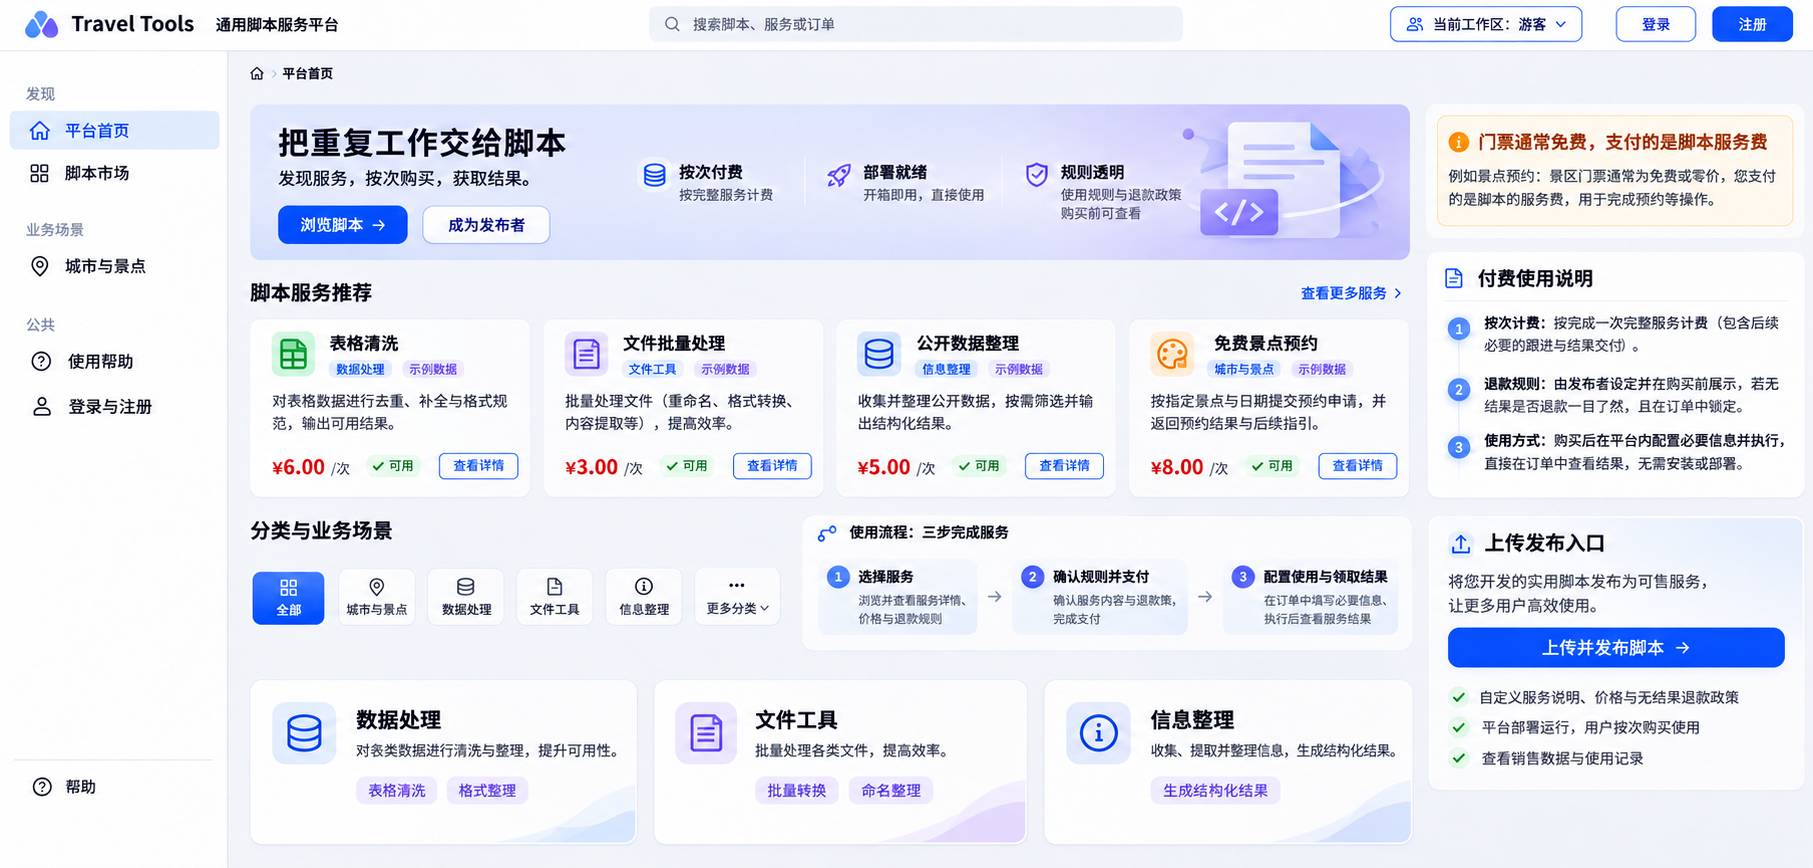 Travel Tools 通用脚本服务平台
搜索脚本、服务或订单
当前工作区：游客
登录
注册
发现
平台首页
脚本市场
业务场景
城市与景点
公共
使用帮助
登录与注册
帮助
平台首页
把重复工作交给脚本
发现服务，按次购买，获取结果。
浏览脚本 →
成为发布者
按次付费
按完整服务计费
部署就绪
开箱即用，直接使用
规则透明
使用规则与退款政策
购买前可查看
</>
脚本服务推荐
查看更多服务 >
表格清洗
数据处理 示例数据
对表格数据进行去重、补全与格式规
范，输出可用结果。
¥6.00 /次 可用 查看详情
文件批量处理
文件工具 示例数据
批量处理文件（重命名、格式转换、
内容提取等），提高效率。
¥3.00 /次 可用 查看详情
公开数据整理
信息整理 示例数据
收集并整理公开数据，按需筛选并输
出结构化结果。
¥5.00 /次 可用 查看详情
免费景点预约
城市与景点 示例数据
按指定景点与日期提交预约申请，并
返回预约结果与后续指引。
¥8.00 /次 可用 查看详情
分类与业务场景
全部
城市与景点
数据处理
文件工具
信息整理
更多分类
使用流程：三步完成服务
1 选择服务
浏览并查看服务详情、
价格与退款规则
2 确认规则并支付
确认服务内容与退款策，
完成支付
3 配置使用与领取结果
在订单中填写必要信息、
执行后查看服务结果
数据处理
对各类数据进行清洗与整理，提升可用性。
表格清洗 格式整理
文件工具
批量处理各类文件，提高效率。
批量转换 命名整理
信息整理
收集、提取并整理信息，生成结构化结果。
生成结构化结果
门票通常免费，支付的是脚本服务费
例如景点预约：景区门票通常为免费或零价，您支付
的是脚本的服务费，用于完成预约等操作。
付费使用说明
1 按次计费：按完成一次完整服务计费（包含后续
必要的跟进与结果交付）。
2 退款规则：由发布者设定并在购买前展示，若无
结果是否退款一目了然，且在订单中锁定。
3 使用方式：购买后在平台内配置必要信息并执行，
直接在订单中查看结果，无需安装或部署。
上传发布入口
将您开发的实用脚本发布为可售服务，
让更多用户高效使用。
上传并发布脚本 →
自定义服务说明、价格与无结果退款政策
平台部署运行，用户按次购买使用
查看销售数据与使用记录